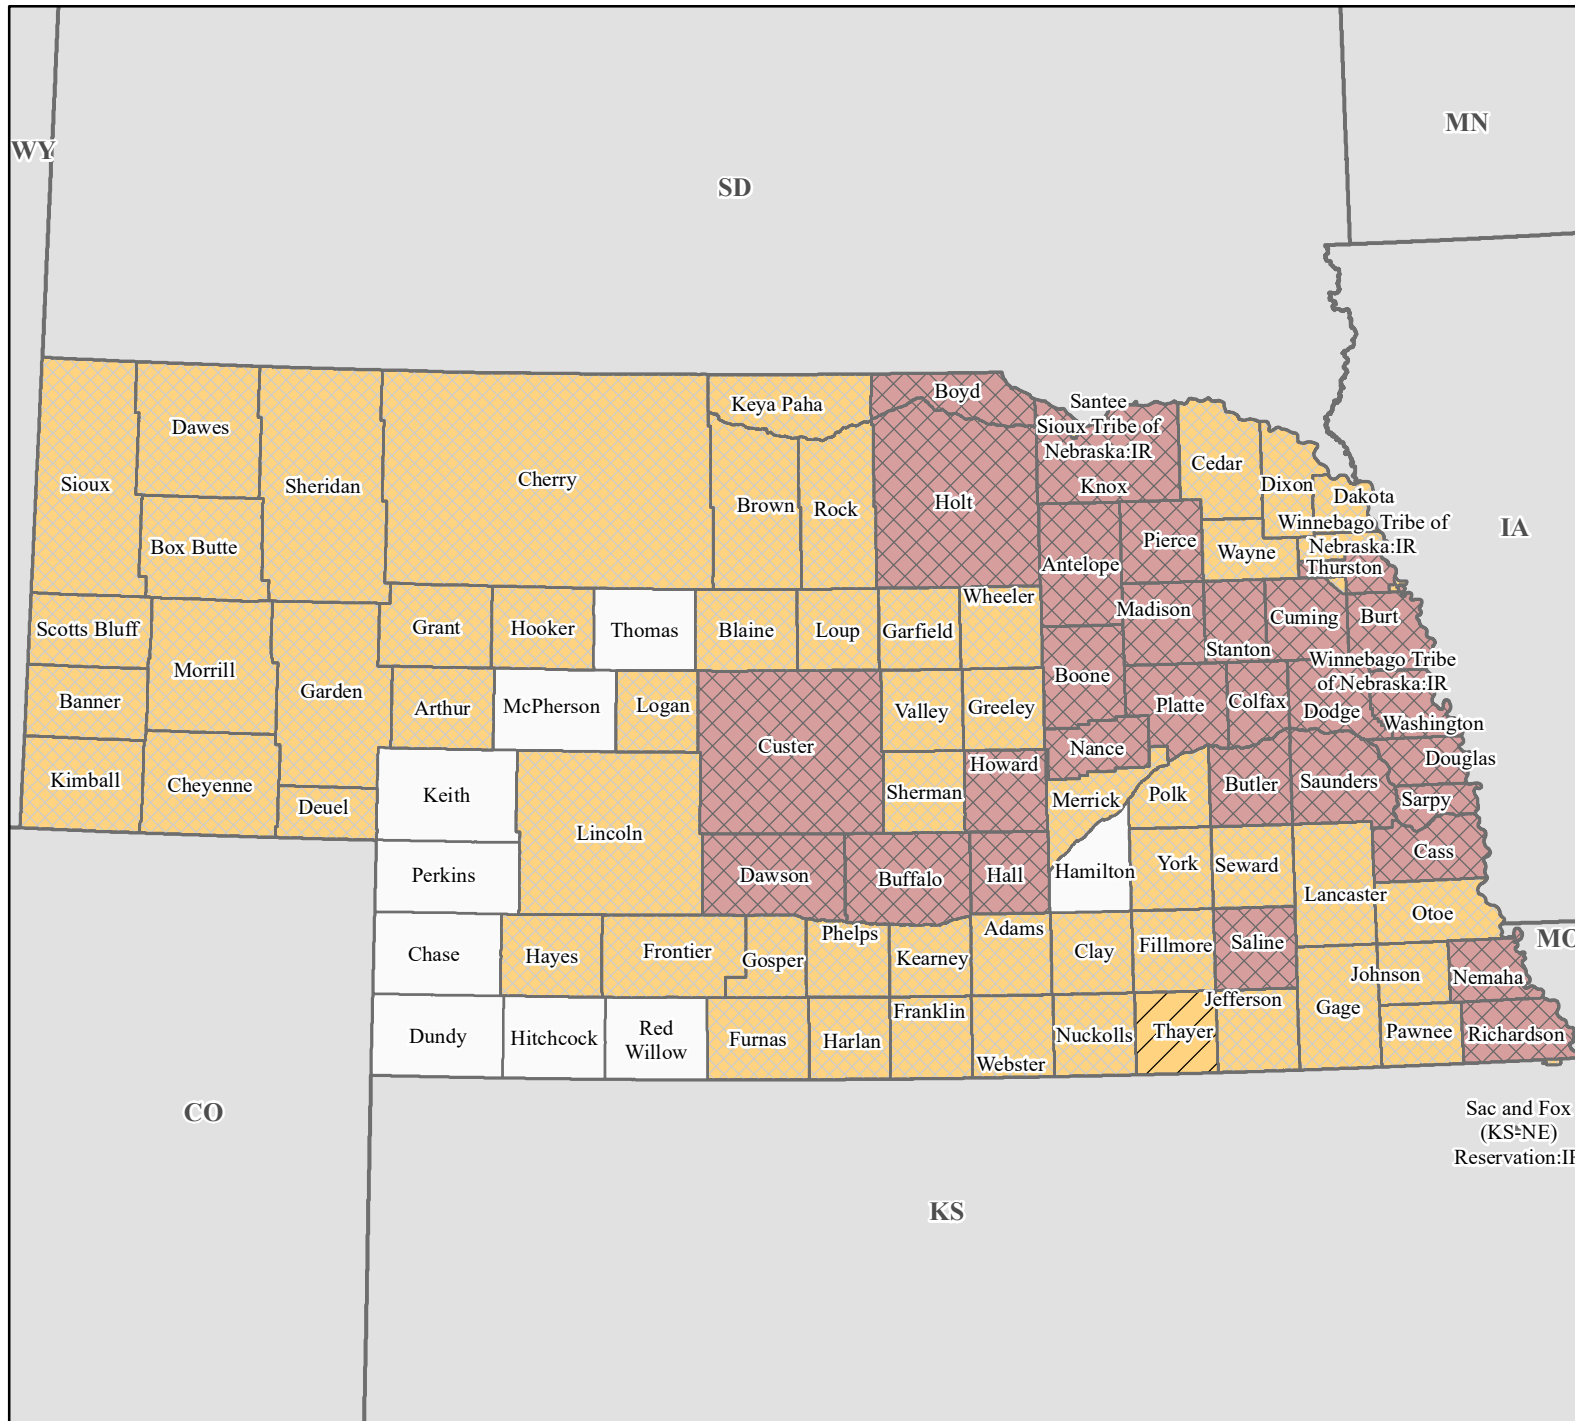 MN
WY
SD
Boyd
Santee
Sioux Tribe of
Nebraska:IR
Keya Paha
Dawes
Cedar
Sioux
Sheridan
Cherry
Knox
Dixon
Dakota
Brown
Rock
Holt
Winnebago Tribe of
Nebraska:IR
IA
Box Butte
Pierce
Wayne
Antelope
Thurston
Wheeler
Madison
Cuming
Burt
Scotts Bluff
Grant
Hooker
Thomas
Blaine
Loup
Garfield
Stanton
Winnebago Tribe
of Nebraska:IR
Morrill
Boone
Garden
Banner
Arthur
McPherson
Logan
Valley
Greeley
Platte
Colfax
Dodge
Washington
Custer
Nance
Howard
Douglas
Kimball
Cheyenne
Deuel
Keith
Sherman
Merrick
Polk
Butler
Saunders
Sarpy
Lincoln
Cass
Perkins
Dawson
Buffalo
Hall
Hamilton
York
Seward
Lancaster
Otoe
Chase
Hayes
Frontier
Gosper
Phelps
Kearney
Adams
Clay
Fillmore
Saline
MO
Johnson
Nemaha
Jefferson
Gage
Dundy
Hitchcock
Red
Willow
Furnas
Harlan
Franklin
Webster
Nuckolls
Thayer
Pawnee
Richardson
CO
Sac and Fox
(KS-NE)
Reservation:IR
KS